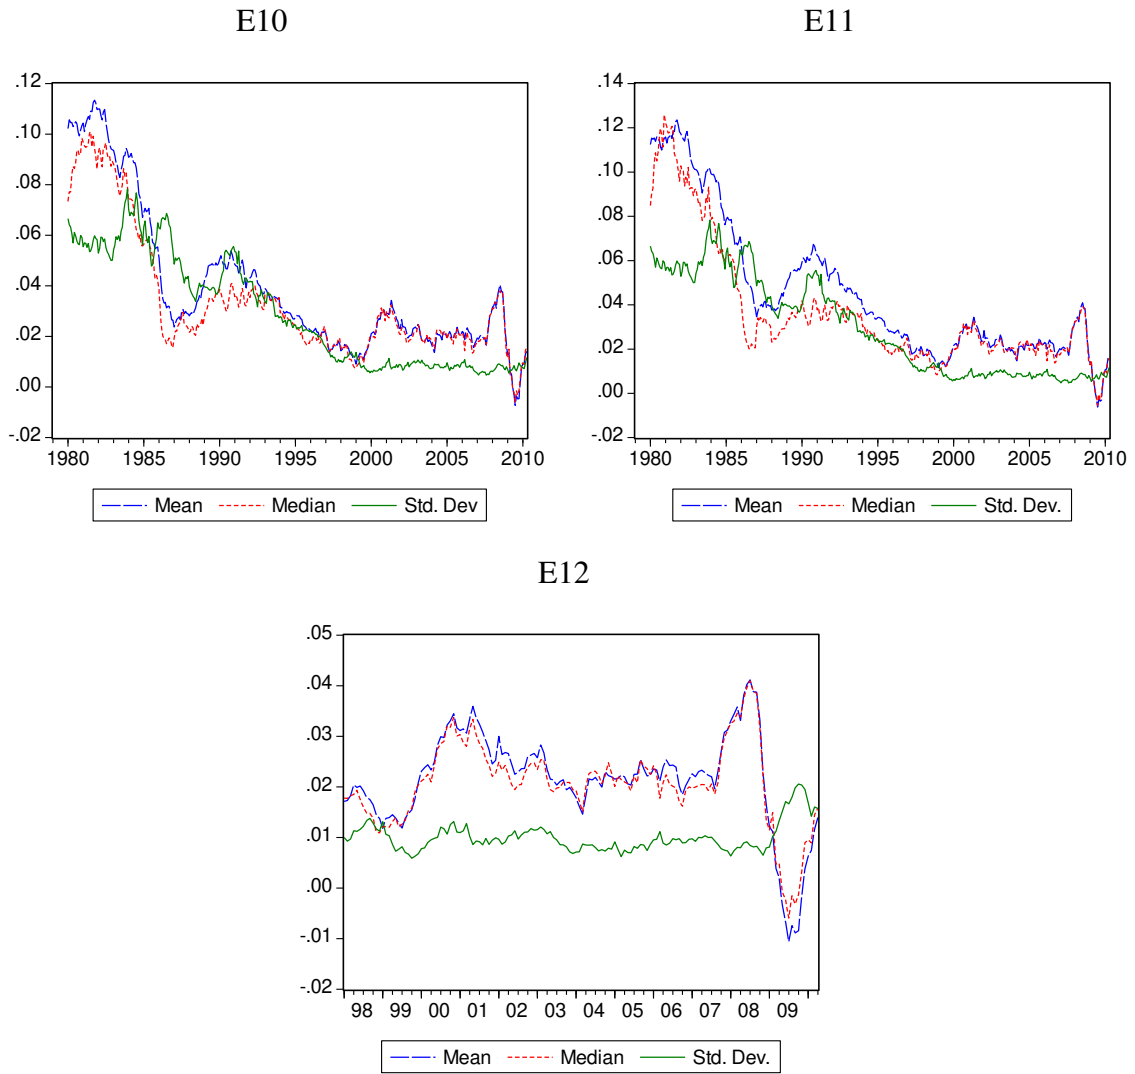 E10
E11
.12
.10
.08
.06
.04
.02
.00
-.02
1980 1985 1990 1995 2000 2005 2010
Mean Median Std. Dev
.14
.12
.10
.08
.06
.04
.02
.00
-.02
1980 1985 1990 1995 2000 2005 2010
Mean Median Std. Dev.
E12
.05
.04
.03
.02
.01
.00
-.01
-.02
98 99 00 01 02 03 04 05 06 07 08 09
Mean Median Std. Dev.